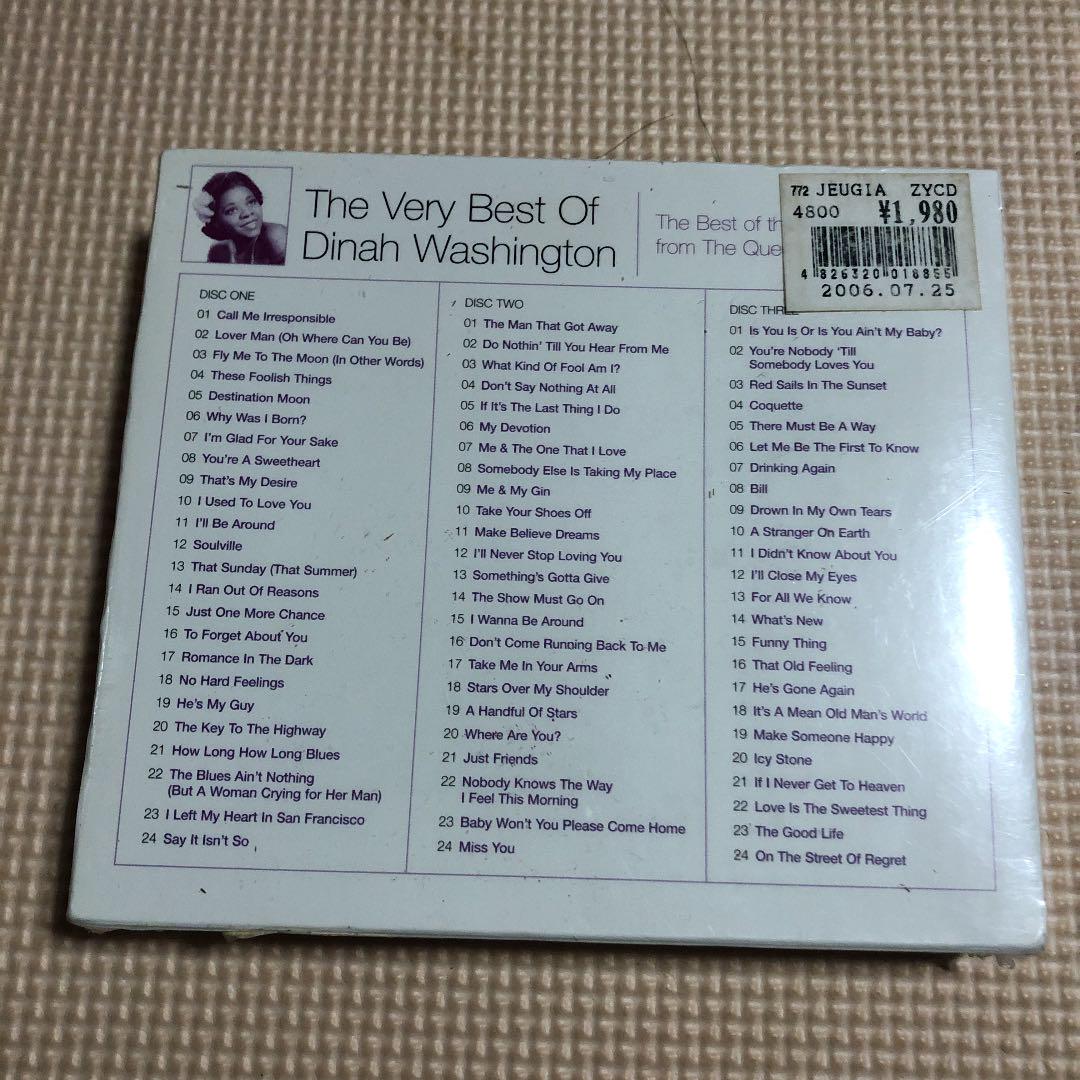 The Very Best Of
Dinah Washington
The Best of th
from The Que
772 JEUGIA ZYCD
4800 ¥1,980
4 826320 018855
2006.07.25
DISC ONE
01 Call Me Irresponsible
02 Lover Man (Oh Where Can You Be)
03 Fly Me To The Moon (In Other Words)
04 These Foolish Things
05 Destination Moon
06 Why Was I Born?
07 I'm Glad For Your Sake
08 You're A Sweetheart
09 That's My Desire
10 I Used To Love You
11 I'll Be Around
12 Soulville
13 That Sunday (That Summer)
14 I Ran Out Of Reasons
15 Just One More Chance
16 To Forget About You
17 Romance In The Dark
18 No Hard Feelings
19 He's My Guy
20 The Key To The Highway
21 How Long How Long Blues
22 The Blues Ain't Nothing
(But A Woman Crying for Her Man)
23 I Left My Heart In San Francisco
24 Say It Isn't So
DISC TWO
01 The Man That Got Away
02 Do Nothin' Till You Hear From Me
03 What Kind Of Fool Am I?
04 Don't Say Nothing At All
05 If It's The Last Thing I Do
06 My Devotion
07 Me & The One That I Love
08 Somebody Else Is Taking My Place
09 Me & My Gin
10 Take Your Shoes Off
11 Make Believe Dreams
12 I'll Never Stop Loving You
13 Something's Gotta Give
14 The Show Must Go On
15 I Wanna Be Around
16 Don't Come Running Back To Me
17 Take Me In Your Arms
18 Stars Over My Shoulder
19 A Handful Of Stars
20 Where Are You?
21 Just Friends
22 Nobody Knows The Way
I Feel This Morning
23 Baby Won't You Please Come Home
24 Miss You
DISC THREE
01 Is You Is Or Is You Ain't My Baby?
02 You're Nobody 'Till
Somebody Loves You
03 Red Sails In The Sunset
04 Coquette
05 There Must Be A Way
06 Let Me Be The First To Know
07 Drinking Again
08 Bill
09 Drown In My Own Tears
10 A Stranger On Earth
11 I Didn't Know About You
12 I'll Close My Eyes
13 For All We Know
14 What's New
15 Funny Thing
16 That Old Feeling
17 He's Gone Again
18 It's A Mean Old Man's World
19 Make Someone Happy
20 Icy Stone
21 If I Never Get To Heaven
22 Love Is The Sweetest Thing
23 The Good Life
24 On The Street Of Regret